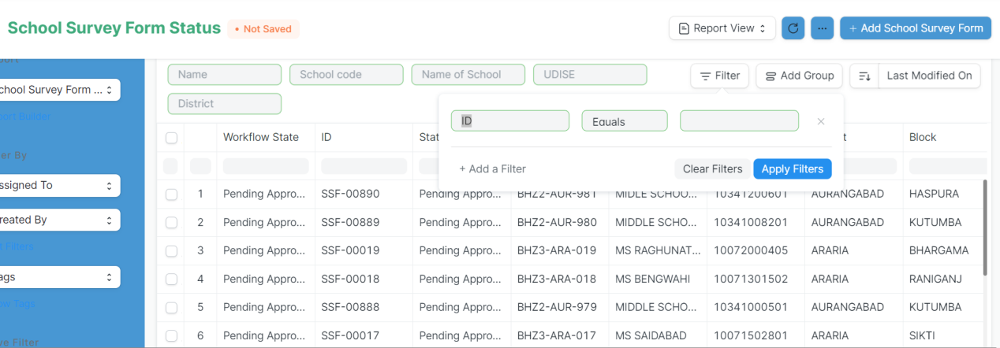 School Survey Form Status • Not Saved Report View ... + Add School Survey Form
chool Survey Form ... Name School code Name of School UDISE Filter Add Group Last Modified On
District
ort Builder ID Equals ×
er By Workflow State ID Stat t Block
+ Add a Filter Clear Filters Apply Filters
ssigned To 1 Pending Appro... SSF-00890 Pending Appro... BHZ2-AUR-981 MIDLE SCHOO... 10341200601 AURANGABAD HASPURA
reated By 2 Pending Appro... SSF-00889 Pending Appro... BHZ2-AUR-980 MIDDLE SCHO... 10341008201 AURANGABAD KUTUMBA
t Filters 3 Pending Appro... SSF-00019 Pending Appro... BHZ3-ARA-019 MS RAGHUNAT... 10072000405 ARARIA BHARGAMA
ags 4 Pending Appro... SSF-00018 Pending Appro... BHZ3-ARA-018 MS BENGWAHI 10071301502 ARARIA RANIGANJ
ow Tags 5 Pending Appro... SSF-00888 Pending Appro... BHZ2-AUR-979 MIDDLE SCHO... 10341000501 AURANGABAD KUTUMBA
ve Filter 6 Pending Appro... SSF-00017 Pending Appro... BHZ3-ARA-017 MS SAIDABAD 10071502801 ARARIA SIKTI